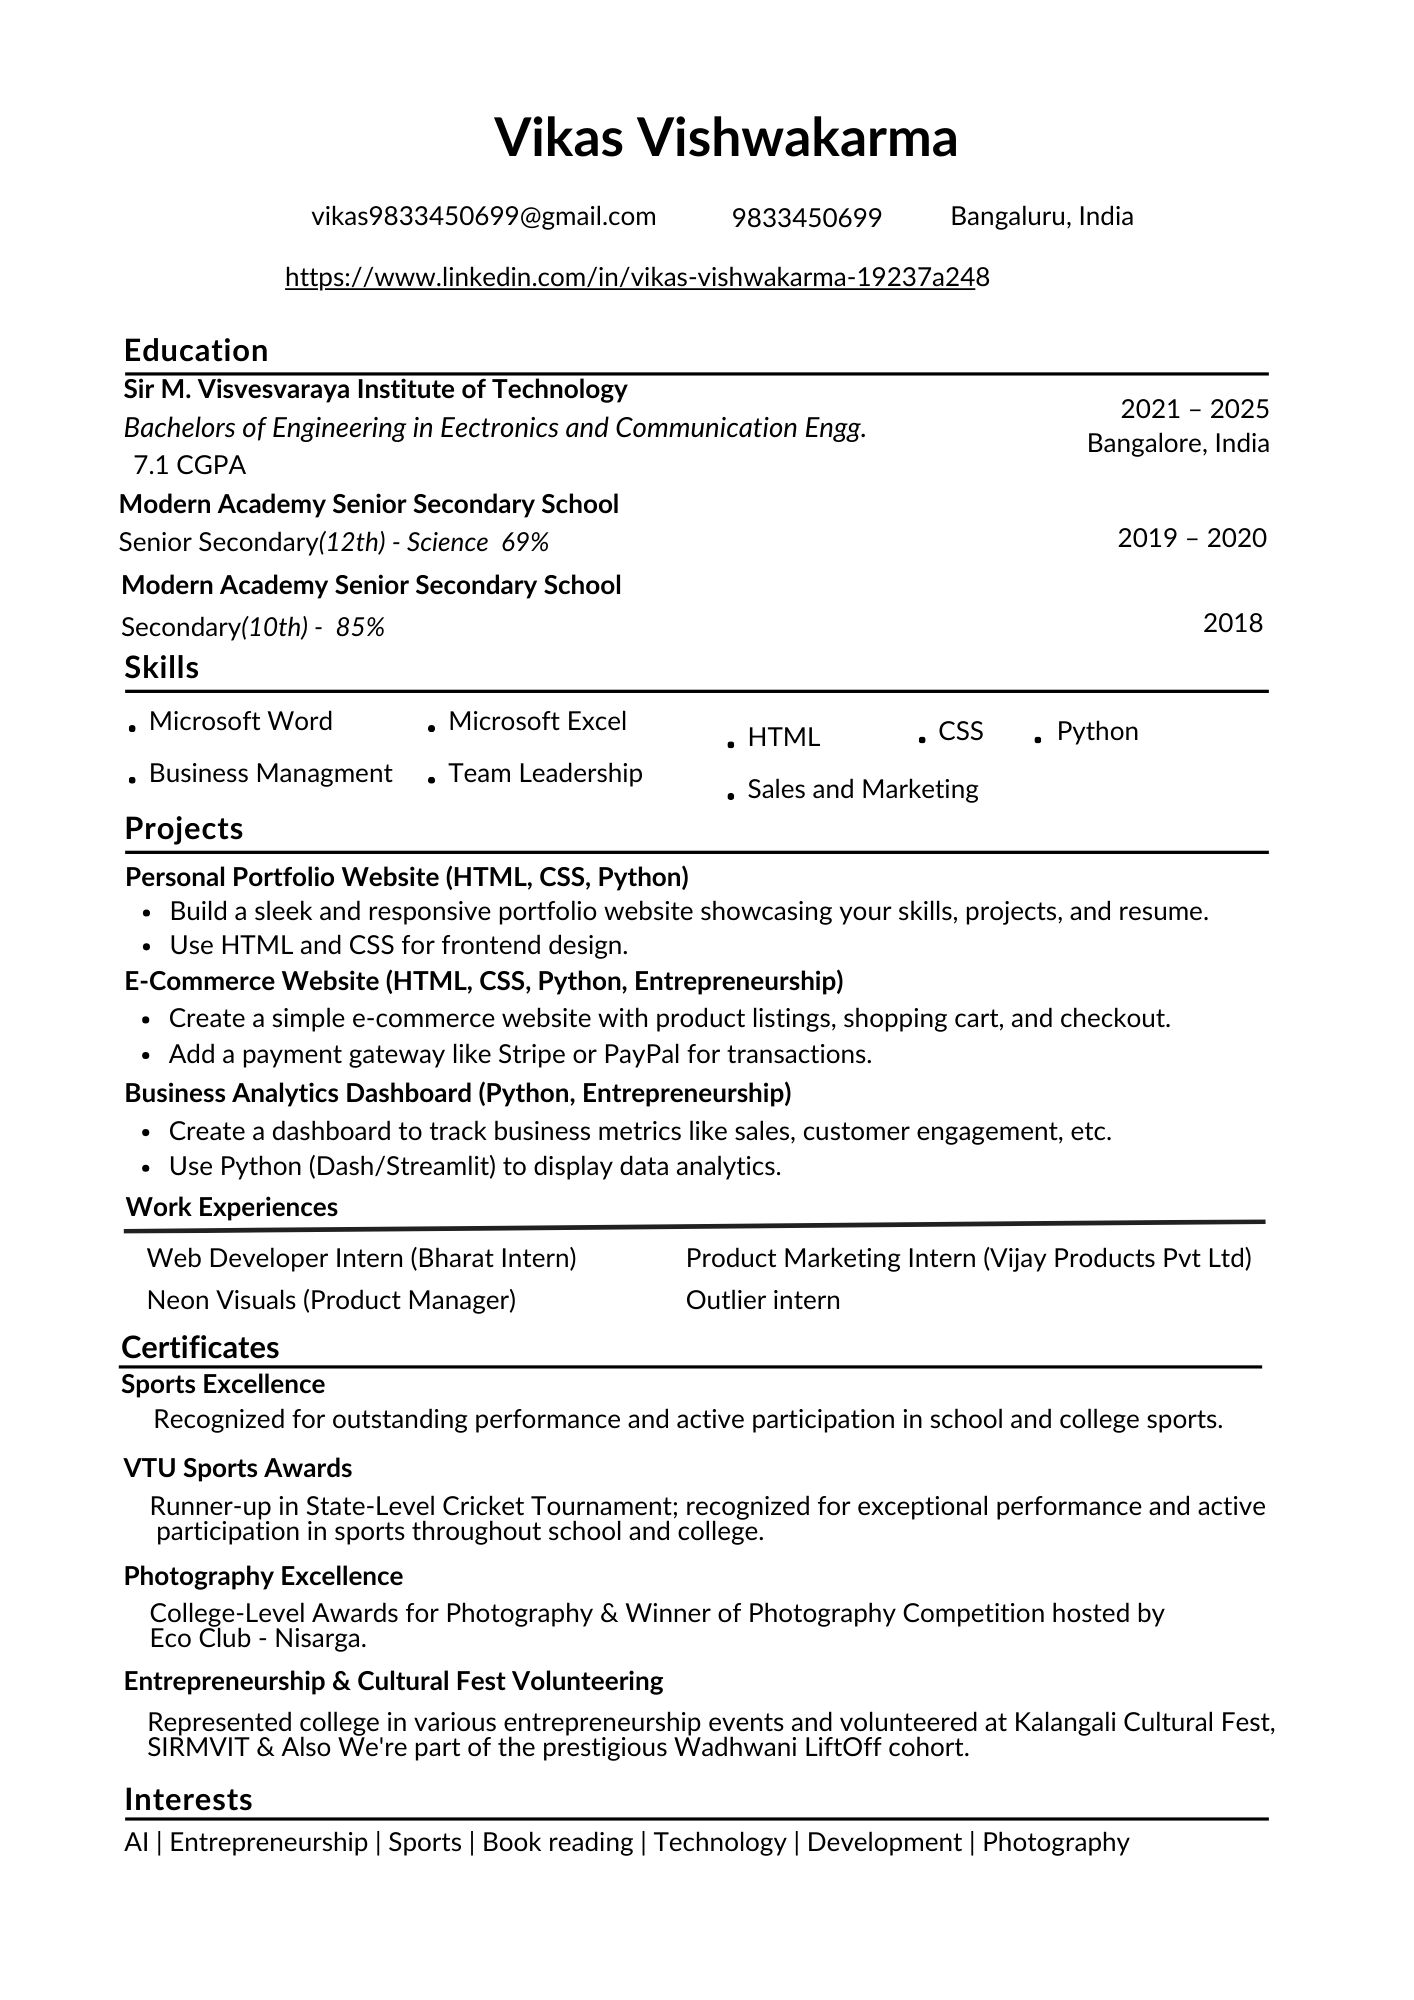 Vikas Vishwakarma
vikas9833450699@gmail.com 9833450699 Bangaluru, India
https://www.linkedin.com/in/vikas-vishwakarma-19237a248
Education
Sir M. Visvesvaraya Institute of Technology
2021 – 2025
Bachelors of Engineering in Eectronics and Communication Engg.
Bangalore, India
7.1 CGPA
Modern Academy Senior Secondary School
Senior Secondary(12th) - Science 69% 2019 – 2020
Modern Academy Senior Secondary School
Secondary(10th) - 85% 2018
Skills
• Microsoft Word • Microsoft Excel • HTML • CSS • Python
• Business Managment • Team Leadership • Sales and Marketing
Projects
Personal Portfolio Website (HTML, CSS, Python)
• Build a sleek and responsive portfolio website showcasing your skills, projects, and resume.
• Use HTML and CSS for frontend design.
E-Commerce Website (HTML, CSS, Python, Entrepreneurship)
• Create a simple e-commerce website with product listings, shopping cart, and checkout.
• Add a payment gateway like Stripe or PayPal for transactions.
Business Analytics Dashboard (Python, Entrepreneurship)
• Create a dashboard to track business metrics like sales, customer engagement, etc.
• Use Python (Dash/Streamlit) to display data analytics.
Work Experiences
Web Developer Intern (Bharat Intern) Product Marketing Intern (Vijay Products Pvt Ltd)
Neon Visuals (Product Manager) Outlier intern
Certificates
Sports Excellence
Recognized for outstanding performance and active participation in school and college sports.
VTU Sports Awards
Runner-up in State-Level Cricket Tournament; recognized for exceptional performance and active
participation in sports throughout school and college.
Photography Excellence
College-Level Awards for Photography & Winner of Photography Competition hosted by
Eco Club - Nisarga.
Entrepreneurship & Cultural Fest Volunteering
Represented college in various entrepreneurship events and volunteered at Kalangali Cultural Fest,
SIRMVIT & Also We're part of the prestigious Wadhwani LiftOff cohort.
Interests
AI | Entrepreneurship | Sports | Book reading | Technology | Development | Photography